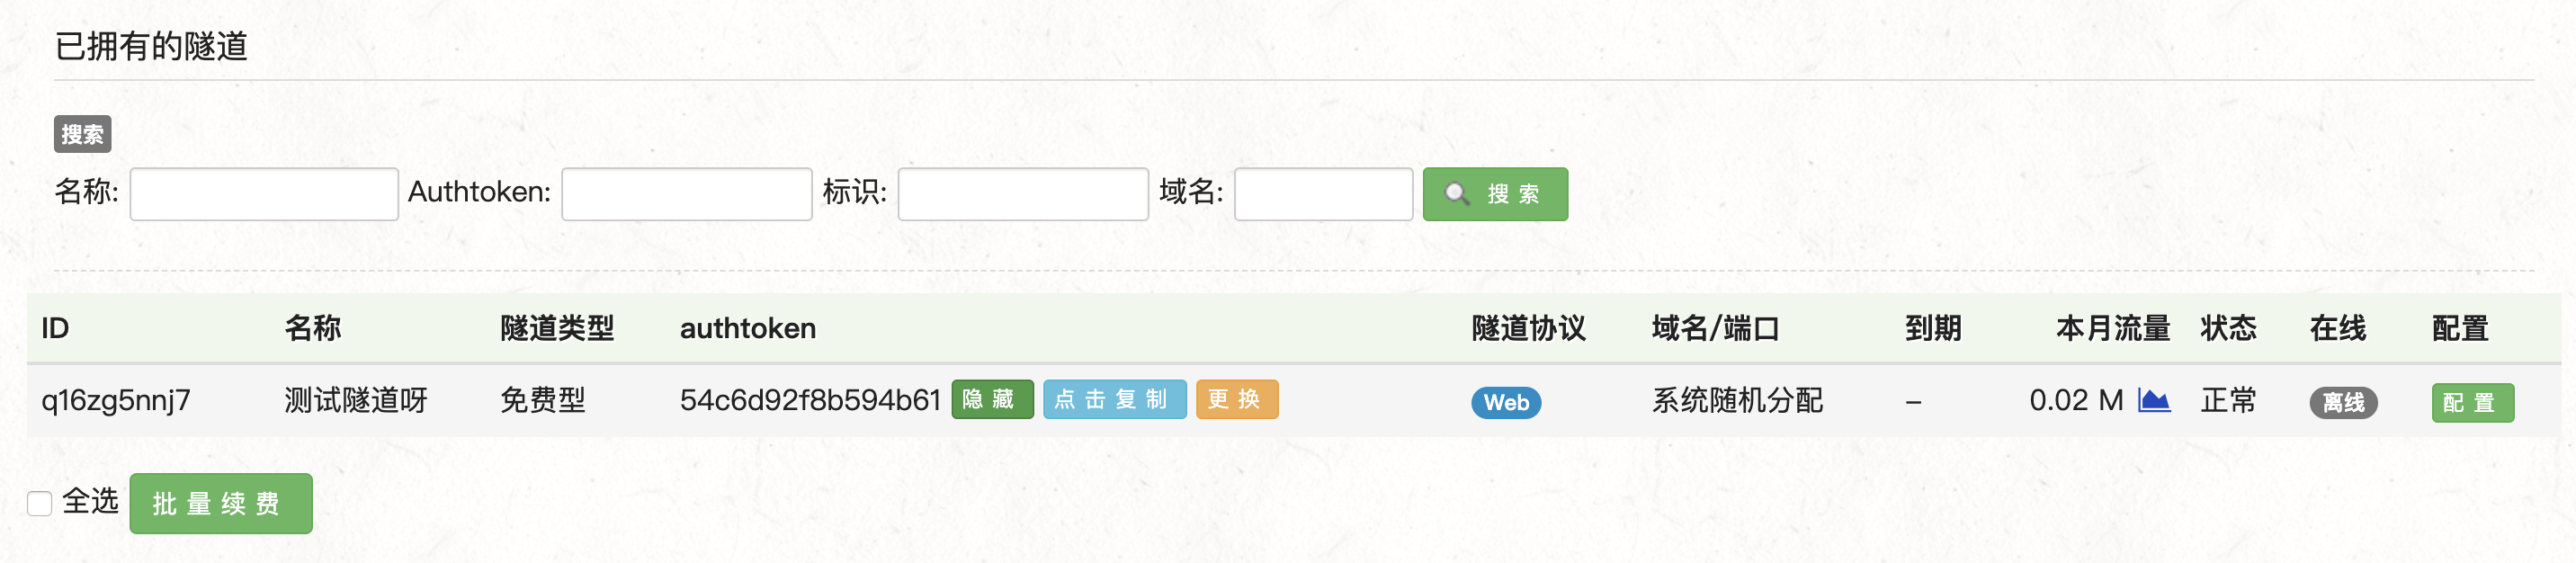 已拥有的隧道
搜索
名称: Authtoken: 标识: 域名: 搜索
ID 名称 隧道类型 authtoken 隧道协议 域名/端口 到期 本月流量 状态 在线 配置
q16zg5nnj7 测试隧道呀 免费型 54c6d92f8b594b61 隐藏 点击复制 更换 Web 系统随机分配 – 0.02 M 正常 离线 配置
全选 批量续费